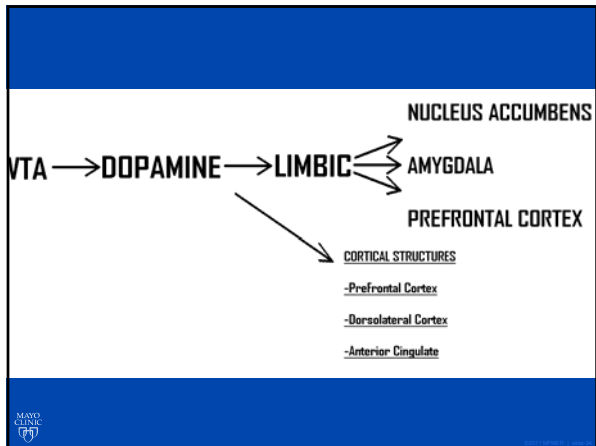 NUCLEUS ACCUMBENS
VTA DOPAMINE LIMBIC AMYGDALA
PREFRONTAL CORTEX
CORTICAL STRUCTURES
-Prefrontal Cortex
-Dorsolateral Cortex
-Anterior Cingulate
MAYO
CLINIC